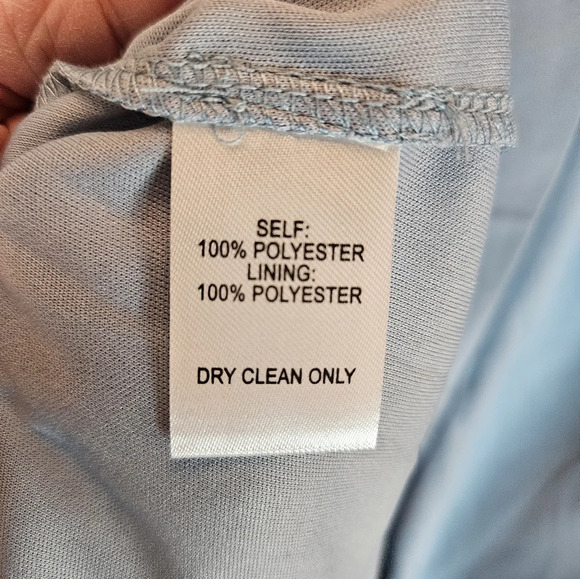 SELF:
100% POLYESTER
LINING:
100% POLYESTER
DRY CLEAN ONLY